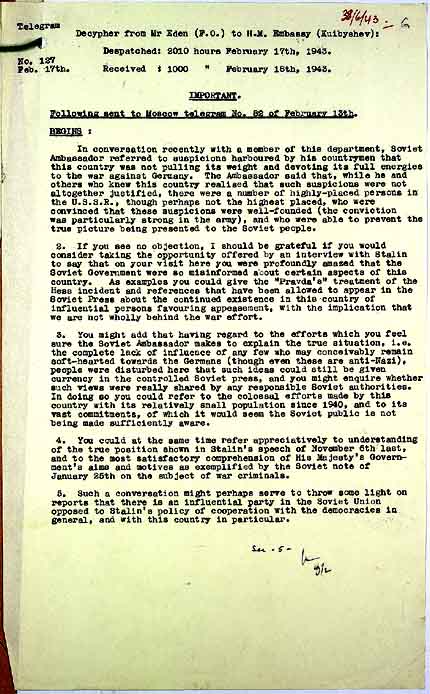 Telegram
Decypher from Mr Eden (F.O.) to H.M. Embassy (Kuibyshev):
Despatched: 2010 hours February 17th, 1943.
No. 127
Feb. 17th.
Received : 1000 " February 18th, 1943.
IMPORTANT.
Following sent to Moscow telegram No. 82 of February 13th.
BEGINS :
In conversation recently with a member of this department, Soviet
Ambassador referred to suspicions harboured by his countrymen that
this country was not pulling its weight and devoting its full energies
to the war against Germany. The Ambassador said that, while he and
others who knew this country realised that such suspicions were not
altogether justified, there were a number of highly-placed persons in
the U.S.S.R., though perhaps not the highest placed, who were
convinced that these suspicions were well-founded (the conviction
was particularly strong in the army), and who were able to prevent the
true picture being presented to the Soviet people.
2. If you see no objection, I should be grateful if you would
consider taking the opportunity offered by an interview with Stalin
to say that on your visit here you were profoundly amazed that the
Soviet Government were so misinformed about certain aspects of this
country. As examples you could give the "Pravda's" treatment of the
Hess incident and references that have been allowed to appear in the
Soviet Press about the continued existence in this country of
influential persons favouring appeasement, with the implication that
we are not wholly behind the war effort.
3. You might add that having regard to the efforts which you feel
sure the Soviet Ambassador makes to explain the true situation, i.e.
the complete lack of influence of any few who may conceivably remain
soft-hearted towards the Germans (though even these are anti-Nazi),
people were disturbed here that such ideas could still be given
currency in the controlled Soviet press, and you might enquire whether
such views were really shared by any responsible Soviet authorities.
In doing so you could refer to the colossal efforts made by this
country with its relatively small population since 1940, and to its
vast commitments, of which it would seem the Soviet public is not
being made sufficiently aware.
4. You could at the same time refer appreciatively to understanding
of the true position shown in Stalin's speech of November 6th last,
and to the most satisfactory comprehension of His Majesty's Govern-
ment's aims and motives as exemplified by the Soviet note of
January 25th on the subject of war criminals.
5. Such a conversation might perhaps serve to throw some light on
reports that there is an influential party in the Soviet Union
opposed to Stalin's policy of cooperation with the democracies in
general, and with this country in particular.